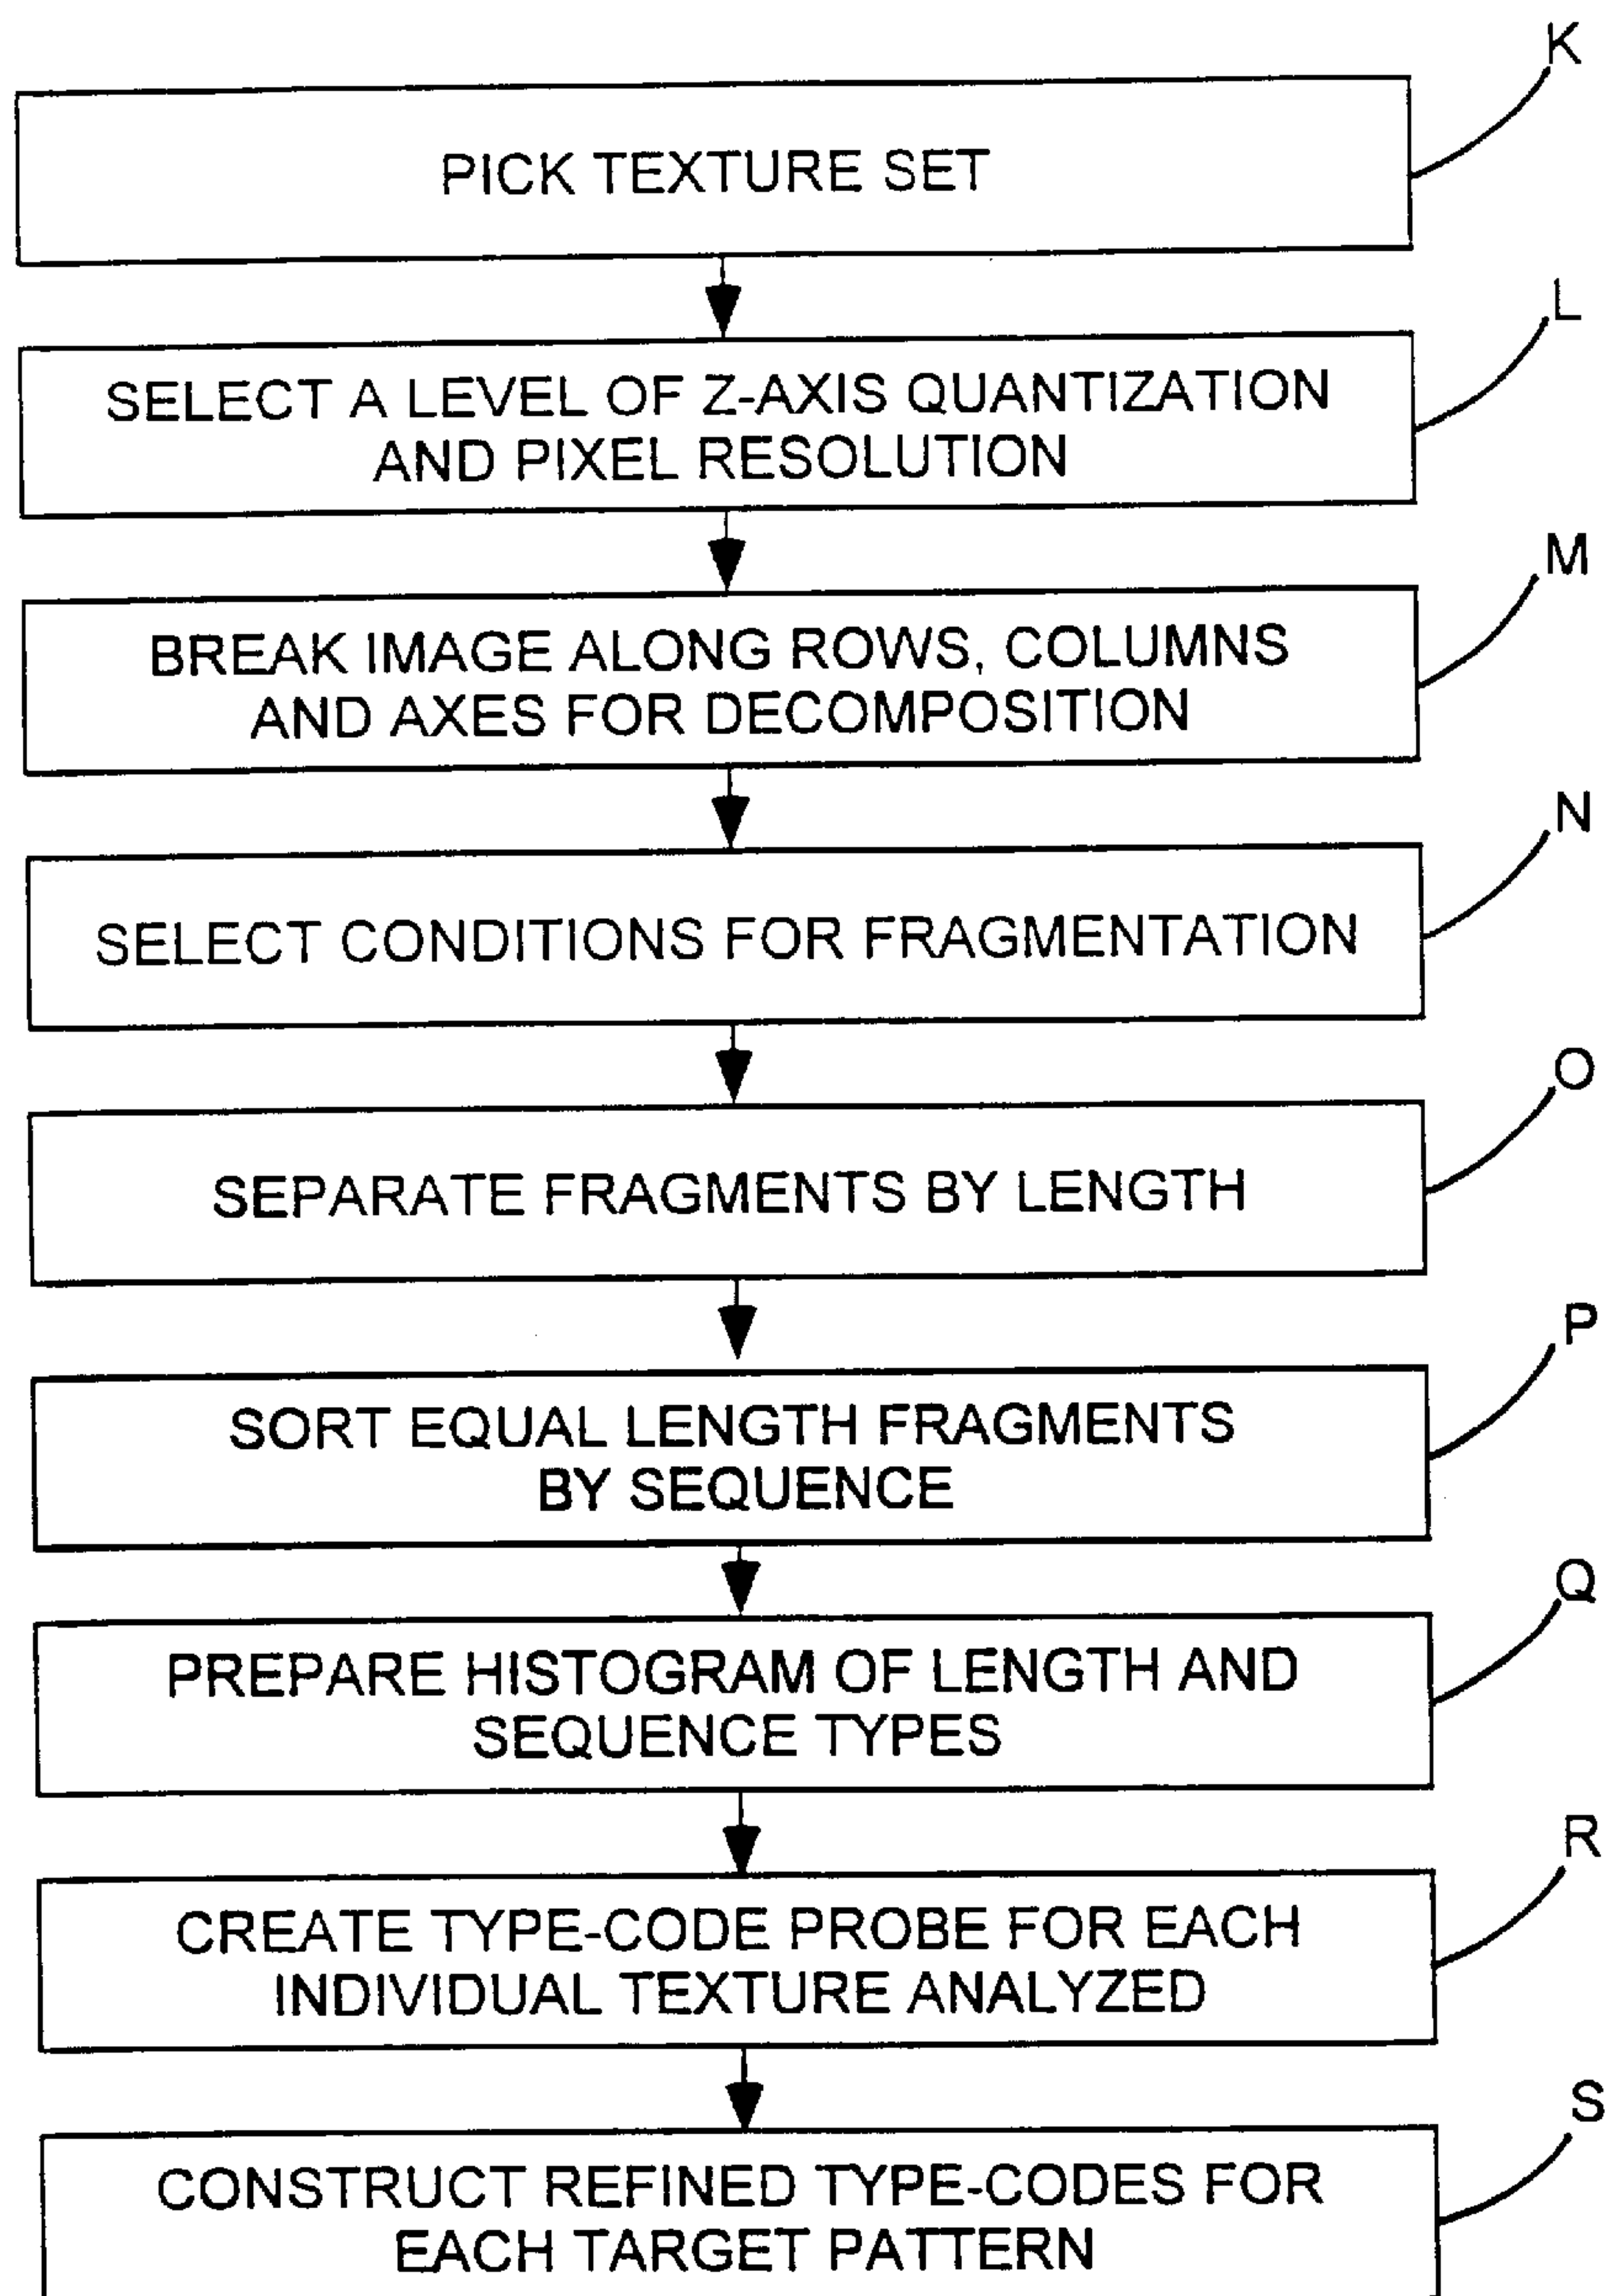 K
PICK TEXTURE SET
L
SELECT A LEVEL OF Z-AXIS QUANTIZATION
AND PIXEL RESOLUTION
M
BREAK IMAGE ALONG ROWS, COLUMNS
AND AXES FOR DECOMPOSITION
N
SELECT CONDITIONS FOR FRAGMENTATION
O
SEPARATE FRAGMENTS BY LENGTH
P
SORT EQUAL LENGTH FRAGMENTS
BY SEQUENCE
Q
PREPARE HISTOGRAM OF LENGTH AND
SEQUENCE TYPES
R
CREATE TYPE-CODE PROBE FOR EACH
INDIVIDUAL TEXTURE ANALYZED
S
CONSTRUCT REFINED TYPE-CODES FOR
EACH TARGET PATTERN